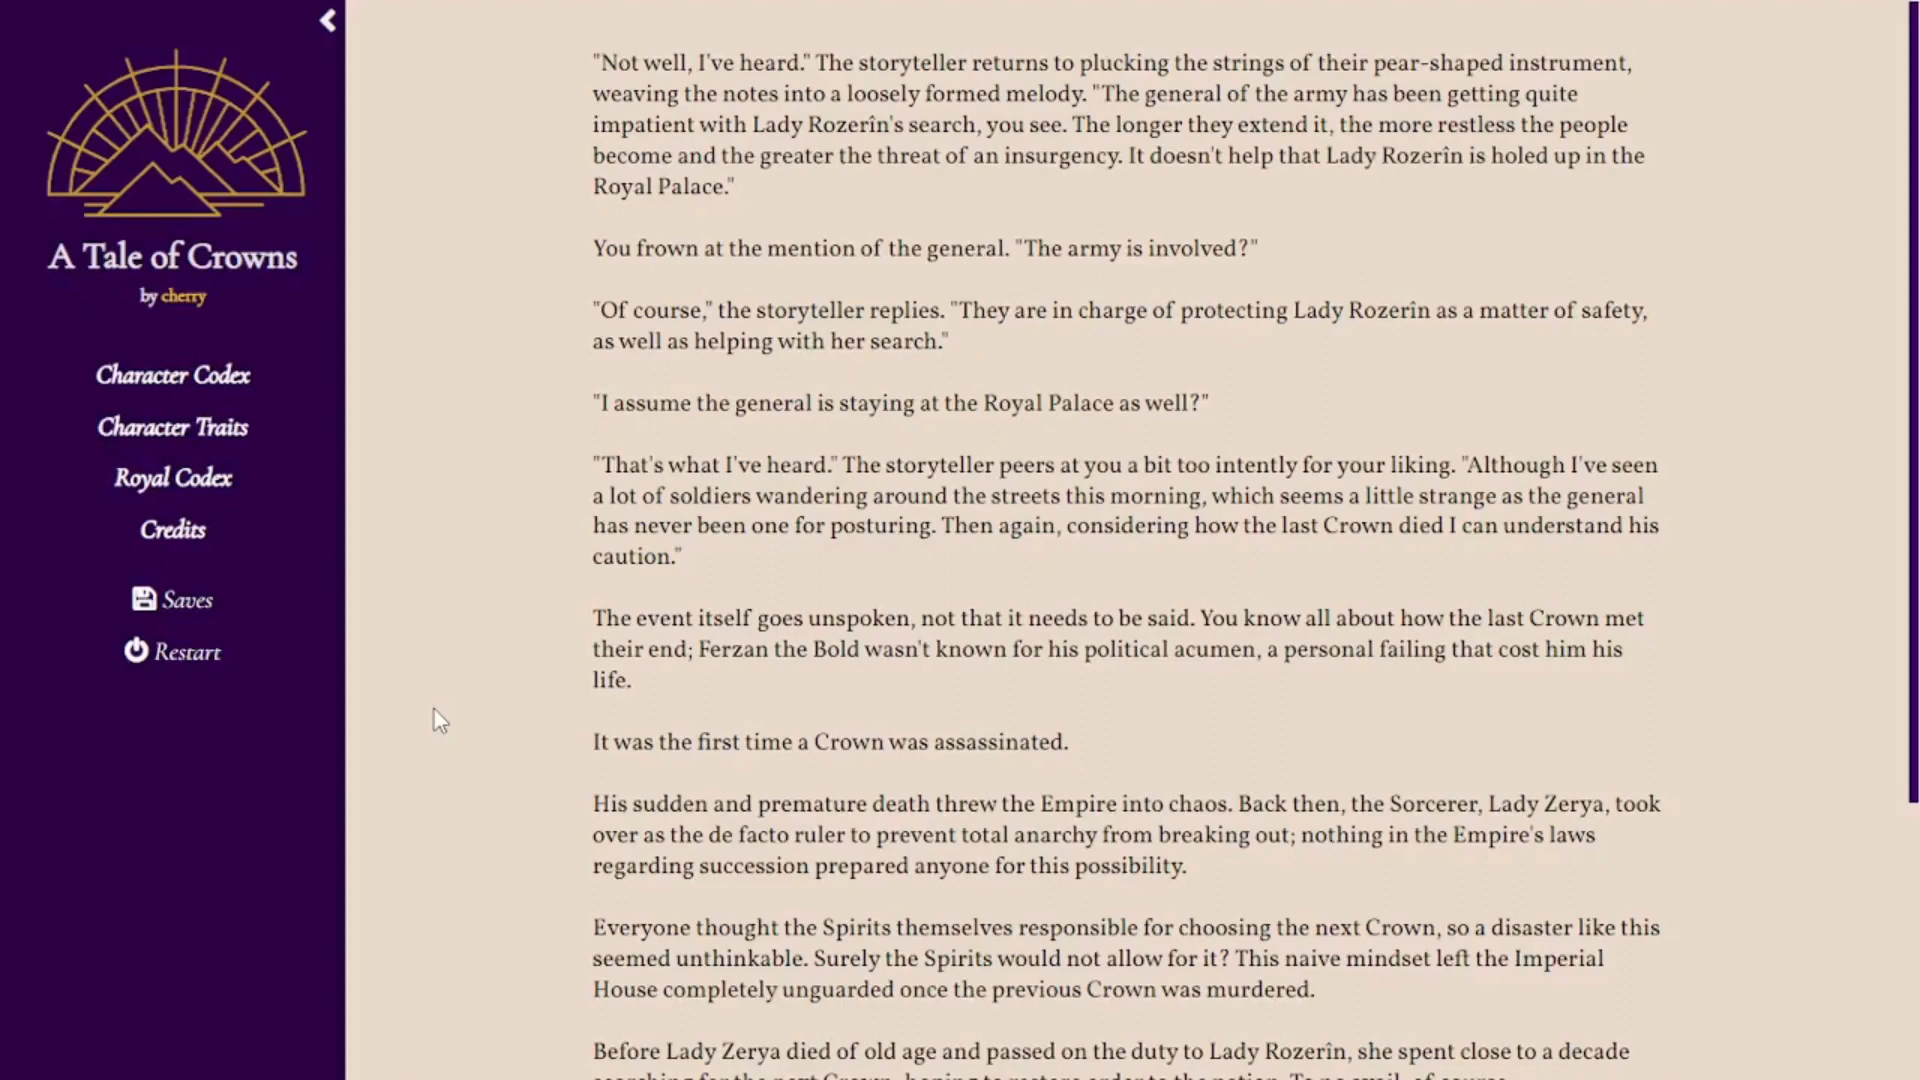 A Tale of Crowns
by cherry
Character Codex
Character Traits
Royal Codex
Credits
Saves
Restart
"Not well, I've heard." The storyteller returns to plucking the strings of their pear-shaped instrument,
weaving the notes into a loosely formed melody. "The general of the army has been getting quite
impatient with Lady Rozerîn's search, you see. The longer they extend it, the more restless the people
become and the greater the threat of an insurgency. It doesn't help that Lady Rozerîn is holed up in the
Royal Palace."
You frown at the mention of the general. "The army is involved?"
"Of course," the storyteller replies. "They are in charge of protecting Lady Rozerîn as a matter of safety,
as well as helping with her search."
"I assume the general is staying at the Royal Palace as well?"
"That's what I've heard." The storyteller peers at you a bit too intently for your liking. "Although I've seen
a lot of soldiers wandering around the streets this morning, which seems a little strange as the general
has never been one for posturing. Then again, considering how the last Crown died I can understand his
caution."
The event itself goes unspoken, not that it needs to be said. You know all about how the last Crown met
their end; Ferzan the Bold wasn't known for his political acumen, a personal failing that cost him his
life.
It was the first time a Crown was assassinated.
His sudden and premature death threw the Empire into chaos. Back then, the Sorcerer, Lady Zerya, took
over as the de facto ruler to prevent total anarchy from breaking out; nothing in the Empire's laws
regarding succession prepared anyone for this possibility.
Everyone thought the Spirits themselves responsible for choosing the next Crown, so a disaster like this
seemed unthinkable. Surely the Spirits would not allow for it? This naive mindset left the Imperial
House completely unguarded once the previous Crown was murdered.
Before Lady Zerya died of old age and passed on the duty to Lady Rozerîn, she spent close to a decade
searching for the next Crown, hoping to restore order to the nation. To no avail, of course.